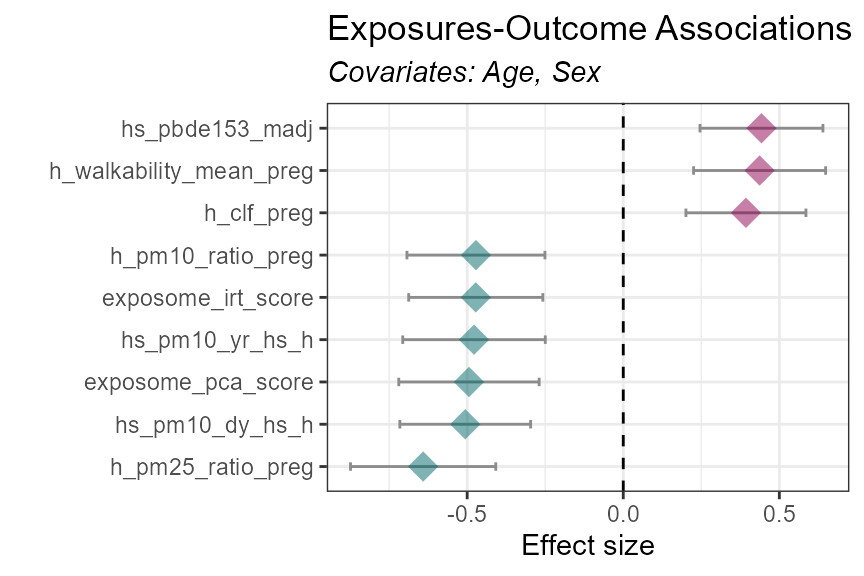 Exposures-Outcome Associations
Covariates: Age, Sex
hs_pbde153_madj
h_walkability_mean_preg
h_clf_preg
h_pm10_ratio_preg
exposome_irt_score
hs_pm10_yr_hs_h
exposome_pca_score
hs_pm10_dy_hs_h
h_pm25_ratio_preg
-0.5 0.0 0.5
Effect size